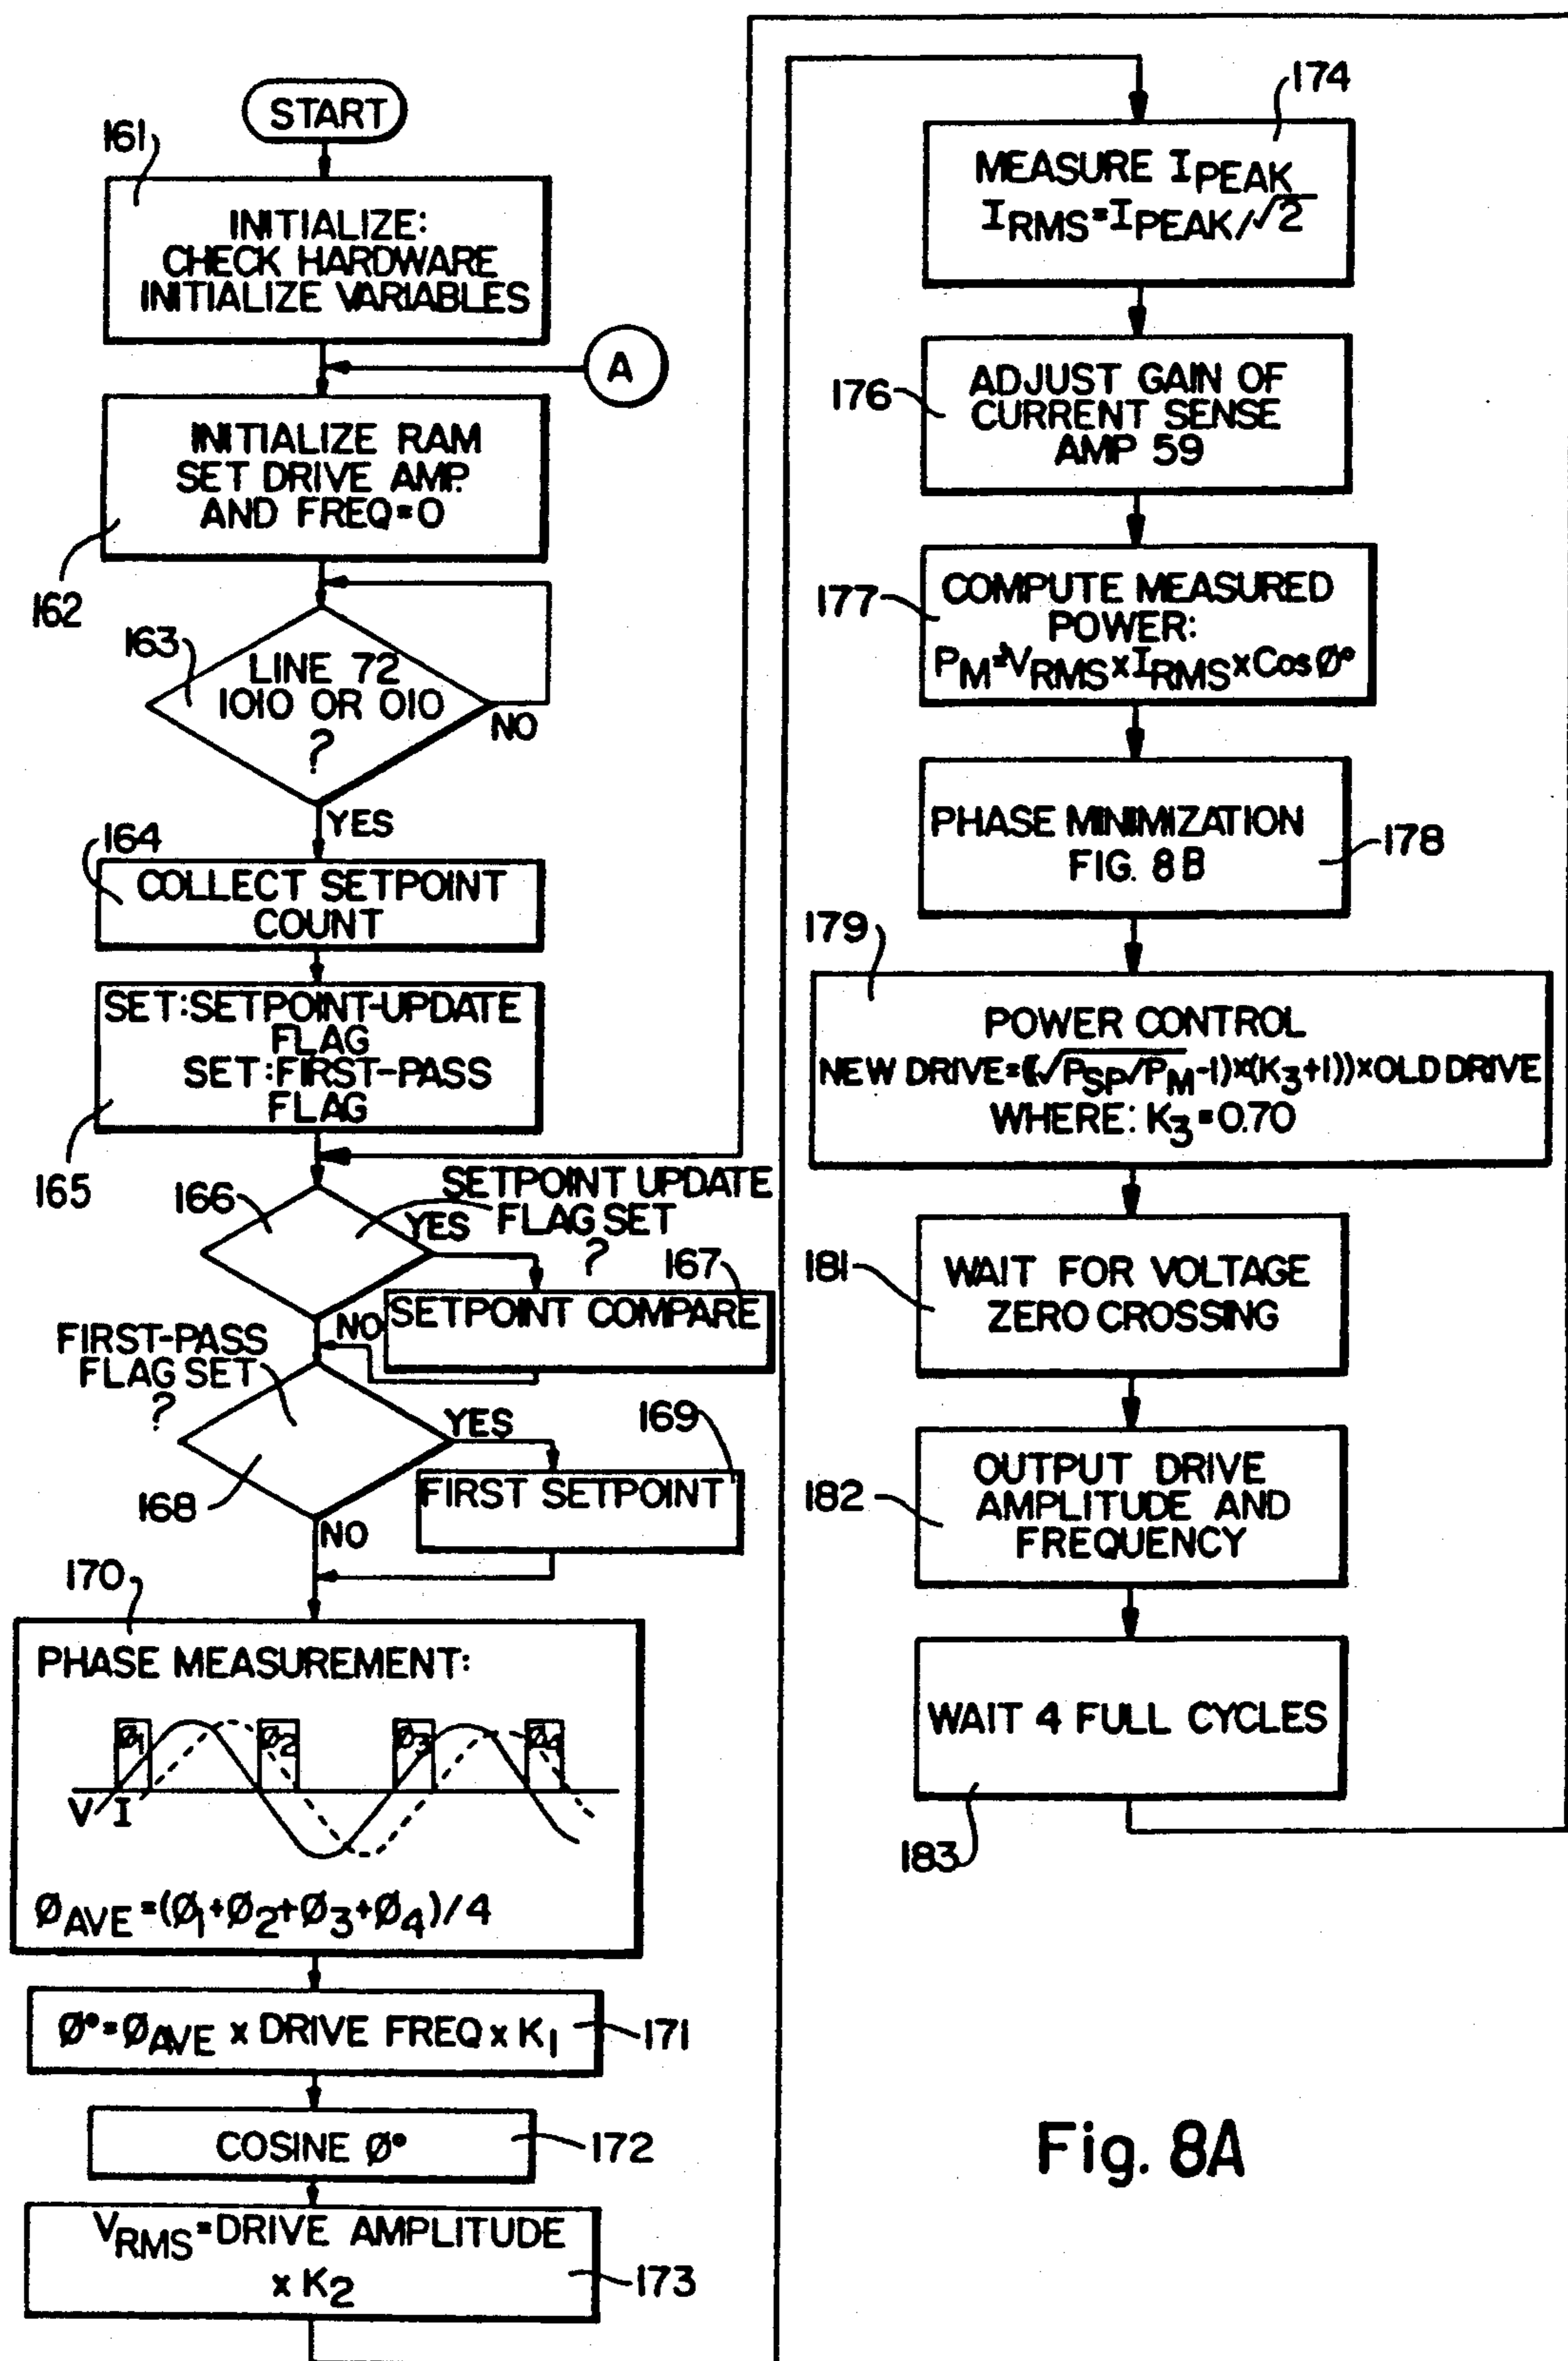 START
161
INITIALIZE:
CHECK HARDWARE
INITIALIZE VARIABLES
A
INITIALIZE RAM
SET DRIVE AMP.
AND FREQ=0
162
163
LINE 72
1010 OR 010
?
NO
YES
164
COLLECT SETPOINT
COUNT
SET:SETPOINT-UPDATE
FLAG
SET:FIRST-PASS
FLAG
165
166
SETPOINT UPDATE
FLAG SET
?
YES
167
NO
SETPOINT COMPARE
FIRST-PASS
FLAG SET
?
YES
169
168
FIRST SETPOINT
NO
170
PHASE MEASUREMENT:
Ø1 Ø2 Ø3 Ø4
V I
ØAVE=(Ø1+Ø2+Ø3+Ø4)/4
Ø°=ØAVE x DRIVE FREQ x K1
171
COSINE Ø°
172
VRMS=DRIVE AMPLITUDE
x K2
173
174
MEASURE IPEAK
IRMS=IPEAK/√2
176
ADJUST GAIN OF
CURRENT SENSE
AMP 59
177
COMPUTE MEASURED
POWER:
PM=VRMS x IRMS x Cos Ø°
PHASE MINIMIZATION
FIG. 8B
178
179
POWER CONTROL
NEW DRIVE=((√PSP/PM-1)x(K3+1))xOLD DRIVE
WHERE: K3=0.70
181
WAIT FOR VOLTAGE
ZERO CROSSING
182
OUTPUT DRIVE
AMPLITUDE AND
FREQUENCY
WAIT 4 FULL CYCLES
183
Fig. 8A